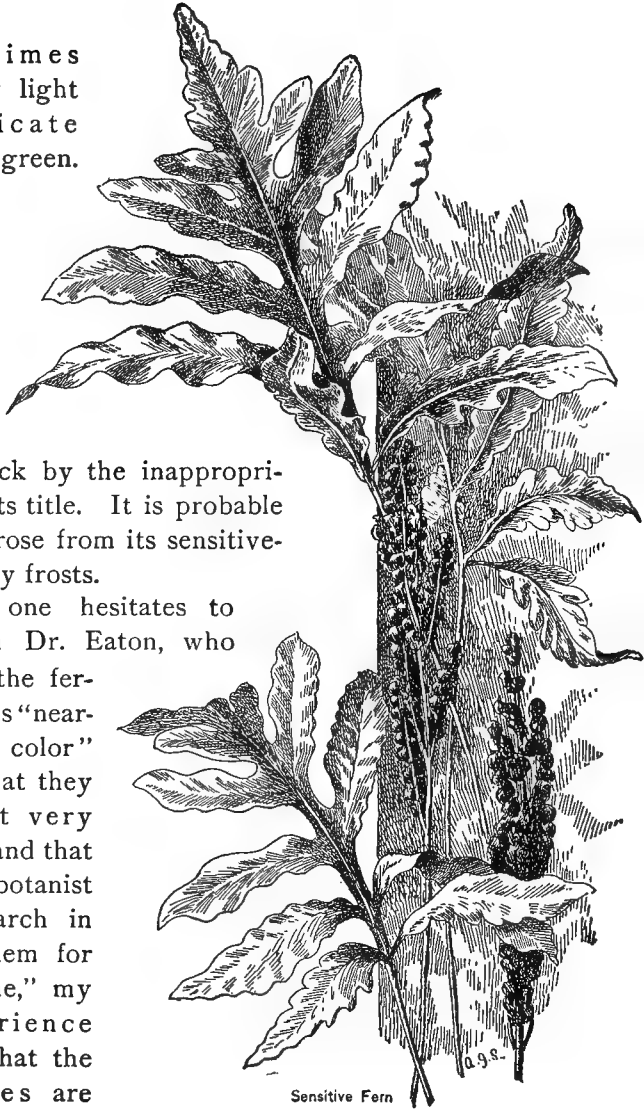 imes
light
icate
green.
ck by the inappropri-
ts title. It is probable
rose from its sensitive-
y frosts.
one hesitates to
Dr. Eaton, who
the fer-
s "near-
color"
at they
t very
and that
botanist
arch in
em for
e," my
rience
hat the
es are
a.g.s.
Sensitive Fern